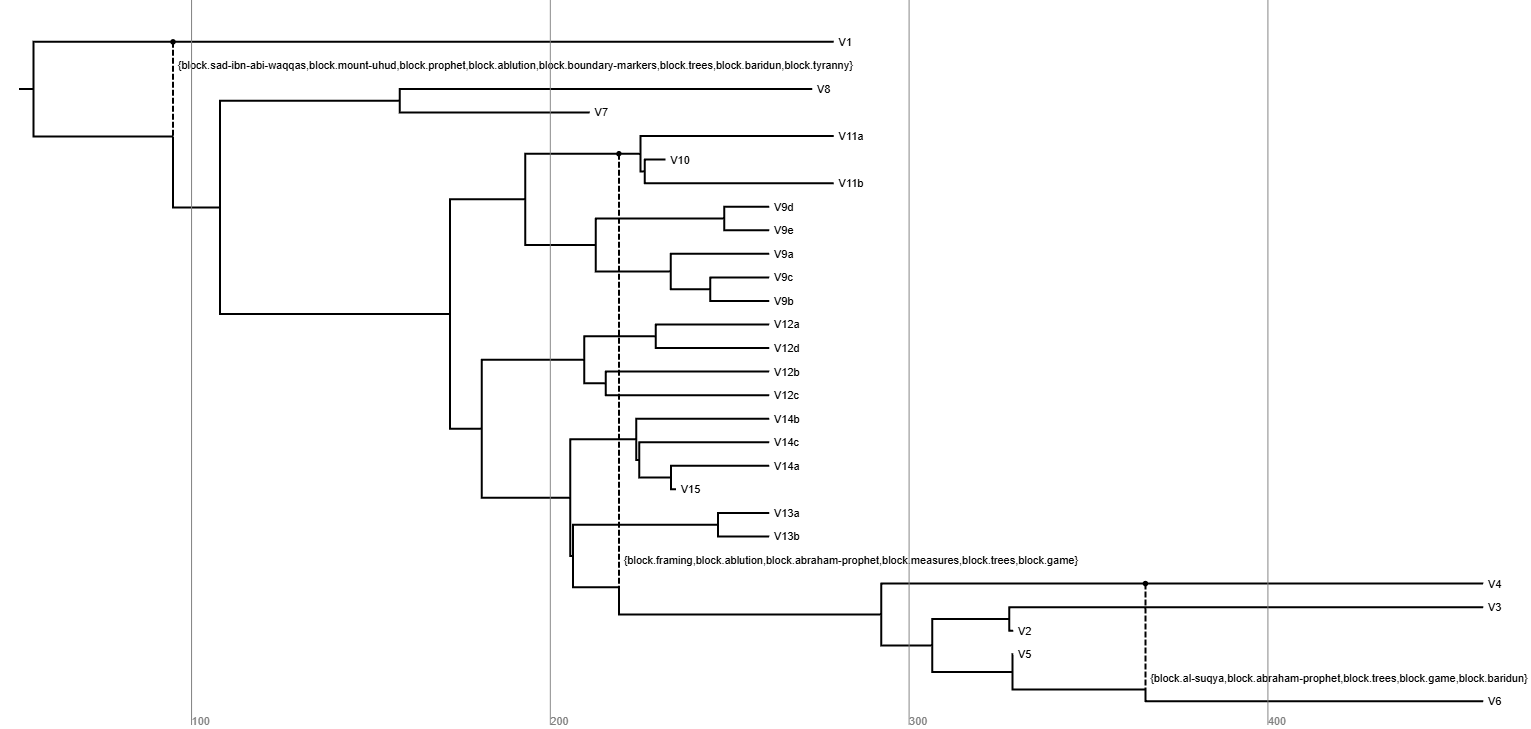 V1
{block.sad-ibn-abi-waqqas,block.mount-uhud,block.prophet,block.ablution,block.boundary-markers,block.trees,block.baridun,block.tyranny}
V8
V7
V11a
V10
V11b
V9d
V9e
V9a
V9c
V9b
V12a
V12d
V12b
V12c
V14b
V14c
V14a
V15
V13a
V13b
{block.framing,block.ablution,block.abraham-prophet,block.measures,block.trees,block.game}
V4
V3
V2
V5
{block.al-suqya,block.abraham-prophet,block.trees,block.game,block.baridun}
V6
100 200 300 400